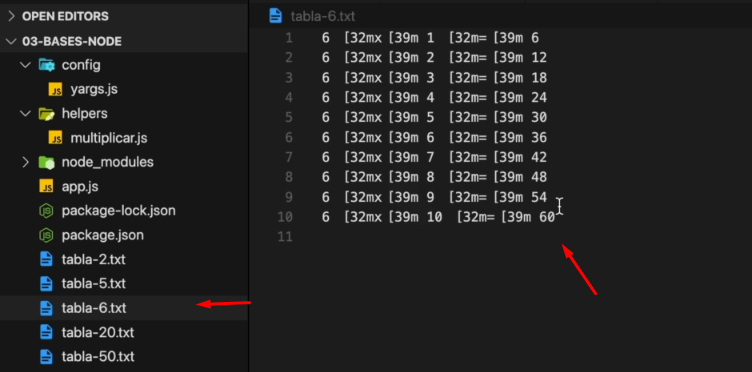 OPEN EDITORS
03-BASES-NODE
config
JS yargs.js
helpers
JS multiplicar.js
node_modules
JS app.js
package-lock.json
package.json
tabla-2.txt
tabla-5.txt
tabla-6.txt
tabla-20.txt
tabla-50.txt
tabla-6.txt
1 6 [32mx [39m 1 [32m= [39m 6
2 6 [32mx [39m 2 [32m= [39m 12
3 6 [32mx [39m 3 [32m= [39m 18
4 6 [32mx [39m 4 [32m= [39m 24
5 6 [32mx [39m 5 [32m= [39m 30
6 6 [32mx [39m 6 [32m= [39m 36
7 6 [32mx [39m 7 [32m= [39m 42
8 6 [32mx [39m 8 [32m= [39m 48
9 6 [32mx [39m 9 [32m= [39m 54
10 6 [32mx [39m 10 [32m= [39m 60
11